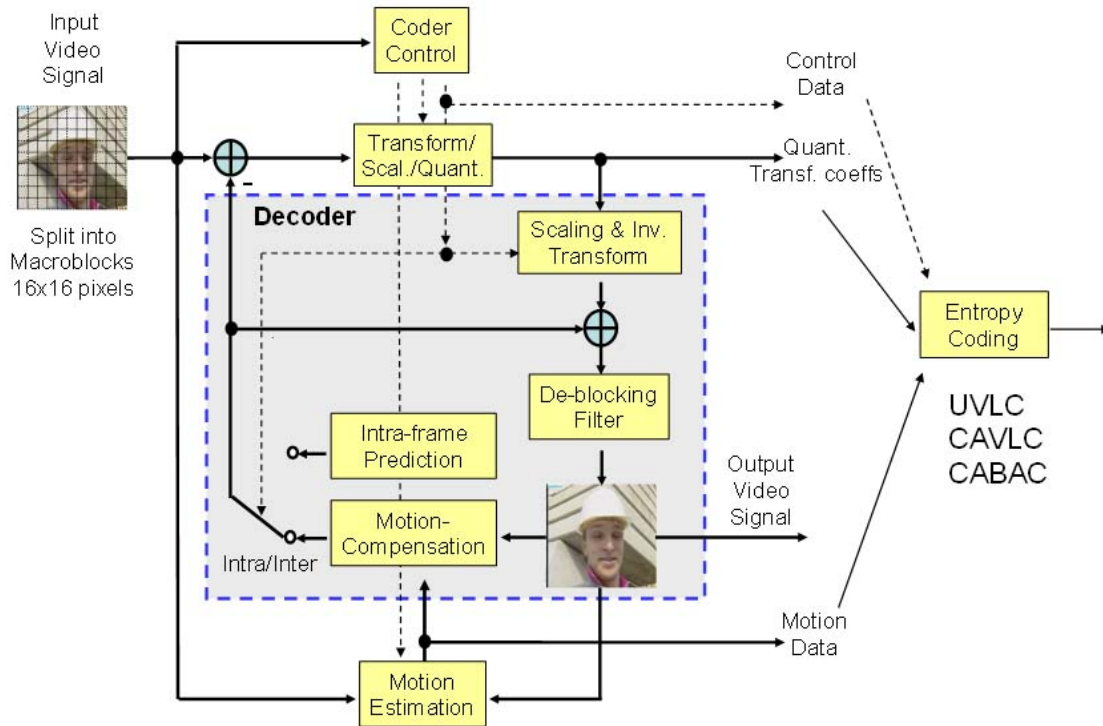 Input
Video
Signal
Coder
Control
Control
Data
Transform/
Scal./Quant.
Quant.
Transf. coeffs
-
Decoder
Split into
Macroblocks
16x16 pixels
Scaling & Inv.
Transform
Entropy
Coding
De-blocking
Filter
UVLC
CAVLC
CABAC
Intra-frame
Prediction
Output
Video
Signal
Motion-
Compensation
Intra/Inter
Motion
Data
Motion
Estimation